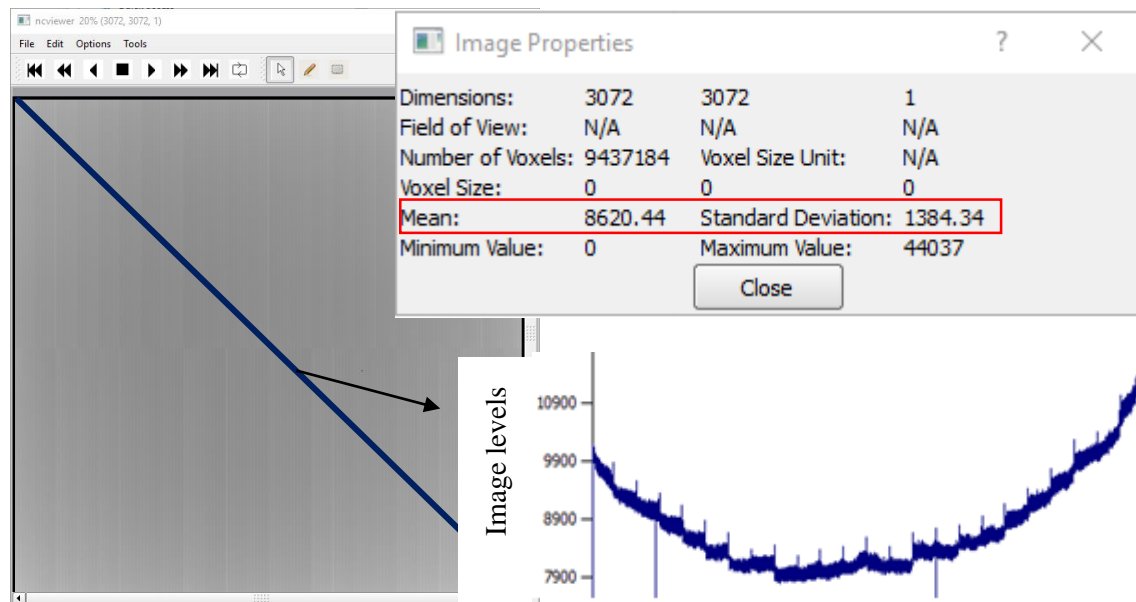 ncviewer 20% (3072, 3072, 1)
File Edit Options Tools
Image Properties ? ×
Dimensions: 3072 3072 1
Field of View: N/A N/A N/A
Number of Voxels: 9437184 Voxel Size Unit: N/A
Voxel Size: 0 0 0
Mean: 8620.44 Standard Deviation: 1384.34
Minimum Value: 0 Maximum Value: 44037
Close
Image levels
10900
9900
8900
7900